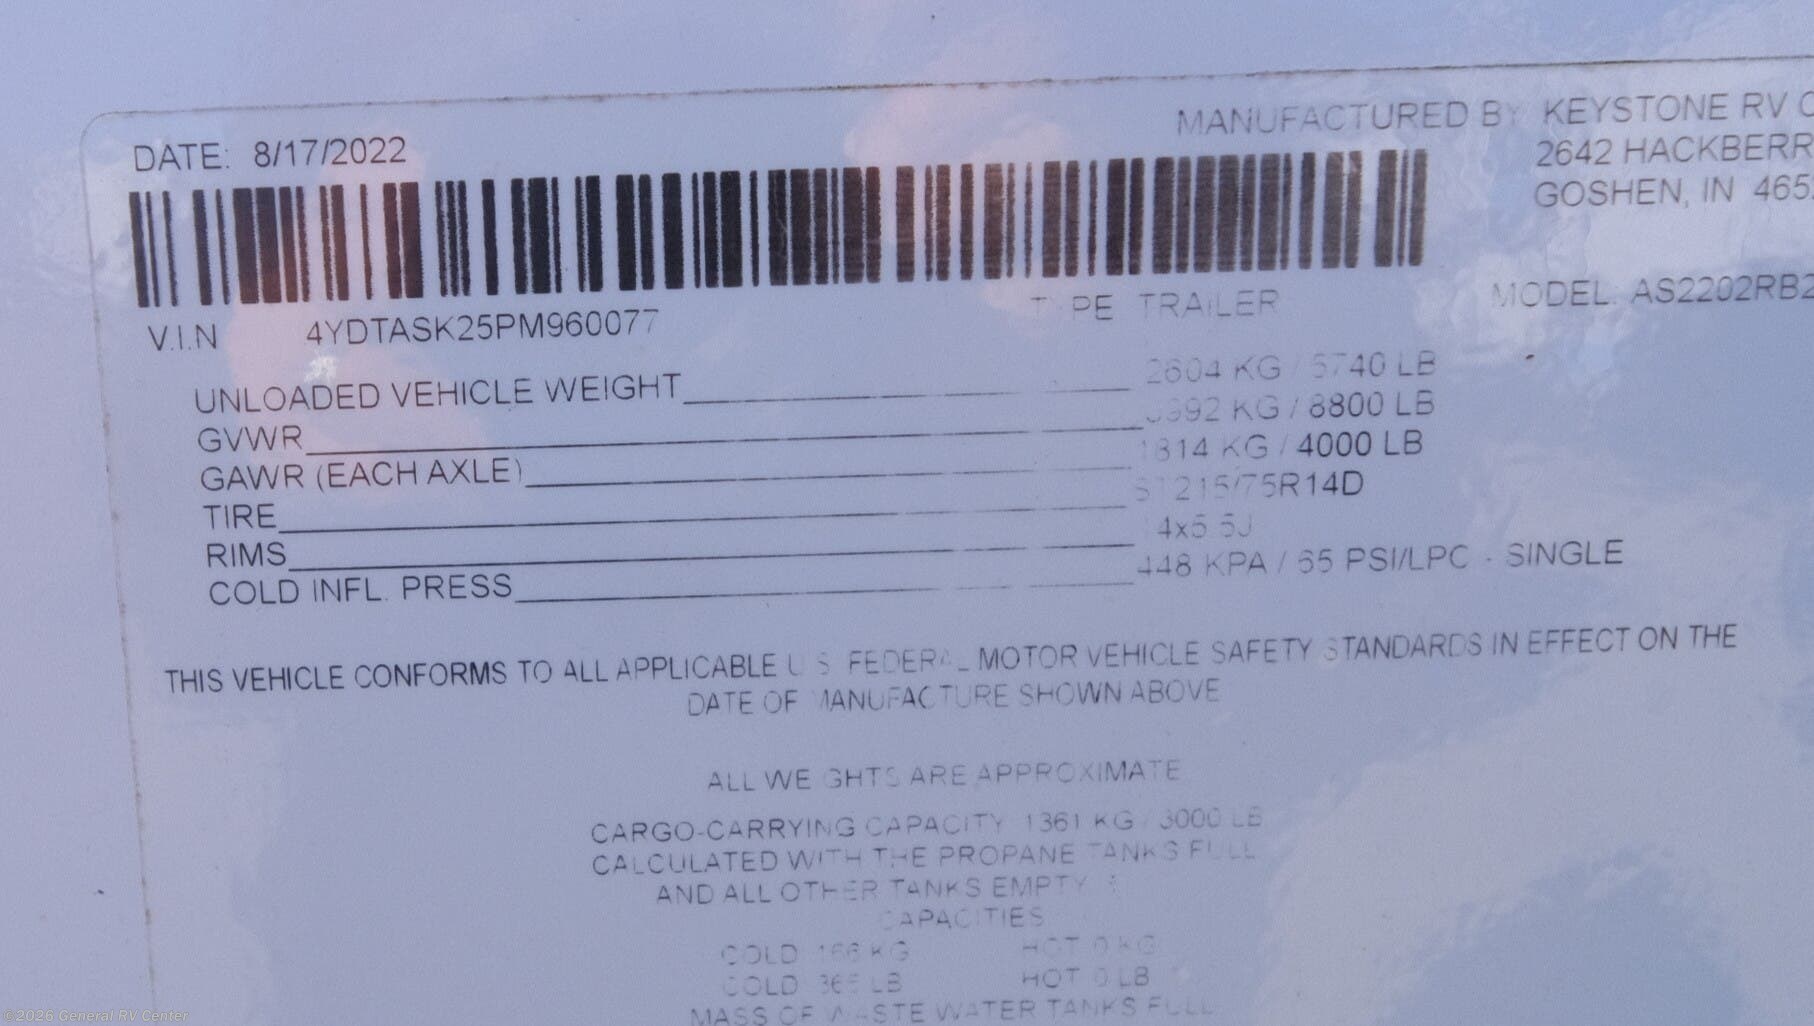 DATE: 8/17/2022
MANUFACTURED BY KEYSTONE RV
2642 HACKBERR
GOSHEN, IN 465
V.I.N 4YDTASK25PM960077
TYPE TRAILER
MODEL AS2202RB2
UNLOADED VEHICLE WEIGHT 2604 KG / 5740 LB
GVWR 3992 KG / 8800 LB
GAWR (EACH AXLE) 1814 KG / 4000 LB
TIRE ST215/75R14D
RIMS 14x5.5J
COLD INFL. PRESS 448 KPA / 65 PSI/LPC - SINGLE
THIS VEHICLE CONFORMS TO ALL APPLICABLE U.S. FEDERAL MOTOR VEHICLE SAFETY STANDARDS IN EFFECT ON THE
DATE OF MANUFACTURE SHOWN ABOVE
ALL WEIGHTS ARE APPROXIMATE
CARGO-CARRYING CAPACITY 1361 KG / 3000 LB
CALCULATED WITH THE PROPANE TANKS FULL
AND ALL OTHER TANKS EMPTY
CAPACITIES
COLD 166 KG HOT 0 KG
COLD 365 LB HOT 0 LB
MASS OF WASTE WATER TANKS FULL
©2026 General RV Center